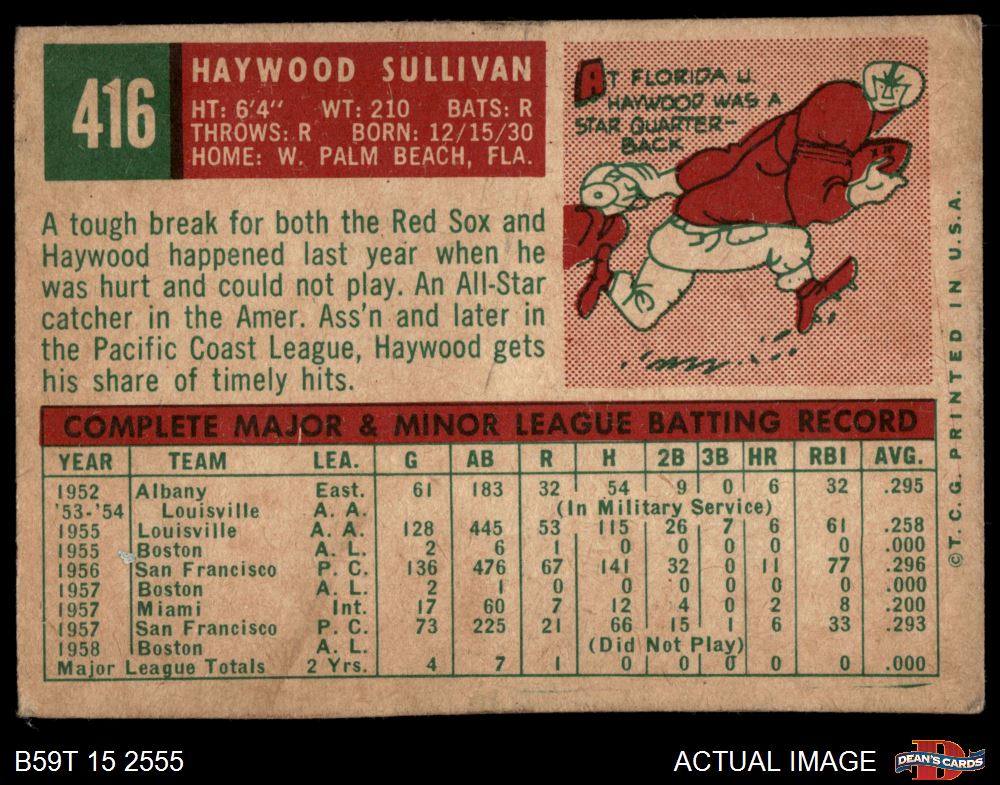 416
HAYWOOD SULLIVAN
HT: 6'4" WT: 210 BATS: R
THROWS: R BORN: 12/15/30
HOME: W. PALM BEACH, FLA.
AT FLORIDA U.
HAYWOOD WAS A
STAR QUARTER-
BACK
A tough break for both the Red Sox and
Haywood happened last year when he
was hurt and could not play. An All-Star
catcher in the Amer. Ass'n and later in
the Pacific Coast League, Haywood gets
his share of timely hits.
COMPLETE MAJOR & MINOR LEAGUE BATTING RECORD
YEAR TEAM LEA. G AB R H 2B 3B HR RBI AVG.
1952 Albany East. 61 183 32 54 9 0 6 32 .295
'53-'54 Louisville A. A. (In Military Service)
1955 Louisville A. A. 128 445 53 115 26 7 6 61 .258
1955 Boston A. L. 2 6 1 0 0 0 0 0 .000
1956 San Francisco P. C. 136 476 67 141 32 0 11 77 .296
1957 Boston A. L. 2 1 0 0 0 0 0 0 .000
1957 Miami Int. 17 60 7 12 4 0 2 8 .200
1957 San Francisco P. C. 73 225 21 66 15 1 6 33 .293
1958 Boston A. L. (Did Not Play)
Major League Totals 2 Yrs. 4 7 1 0 0 0 0 0 .000
© T. C. G. PRINTED IN U.S.A.
B59T 15 2555
ACTUAL IMAGE
DEAN'S CARDS